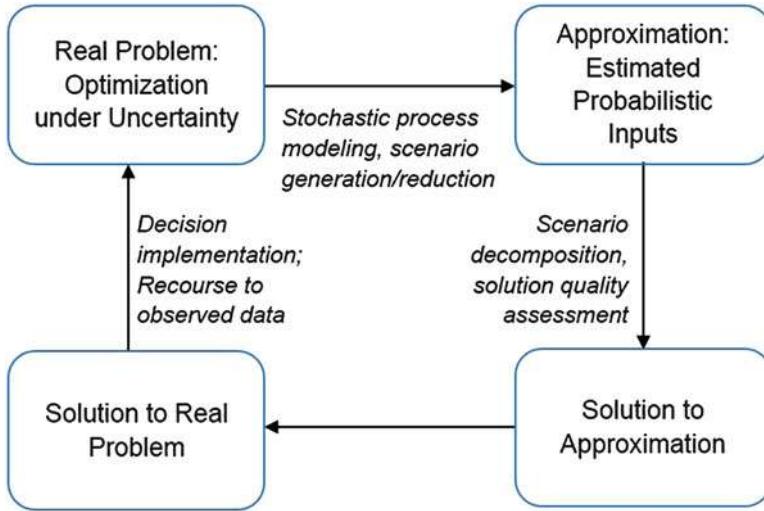 Real Problem:
Optimization
under Uncertainty
Stochastic process
modeling, scenario
generation/reduction
Approximation:
Estimated
Probabilistic
Inputs
Decision
implementation;
Recourse to
observed data
Scenario
decomposition,
solution quality
assessment
Solution to Real
Problem
Solution to
Approximation